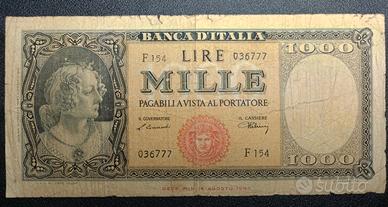 BANCA D'ITALIA
F 154 LIRE 036777 1000
MILLE
PAGABILI A VISTA AL PORTATORE
IL GOVERNATORE IL CASSIERE
036777 F 154
1000
subito